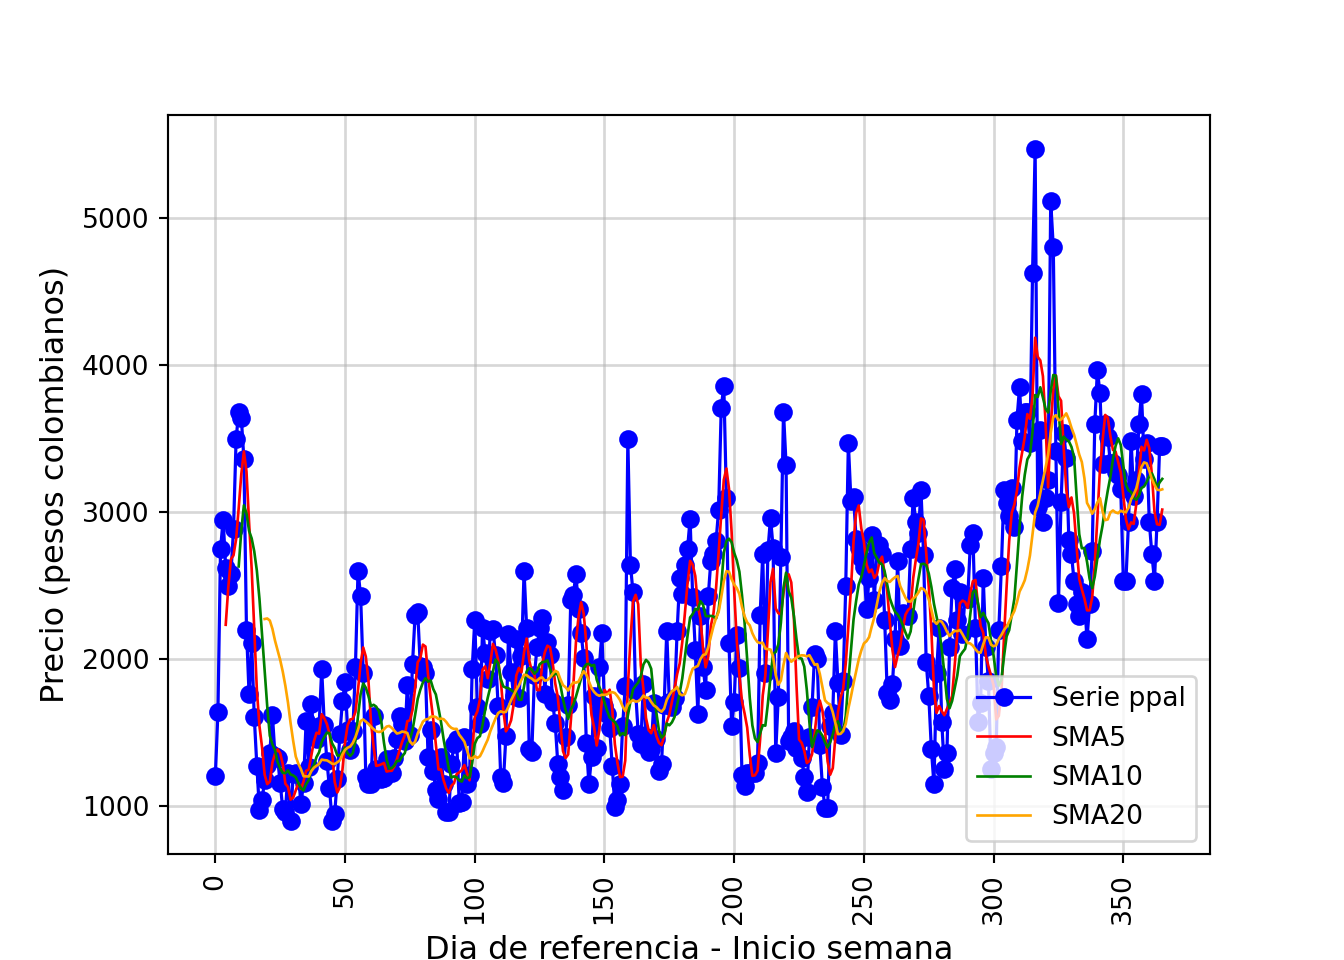 Precio (pesos colombianos)
5000
4000
3000
2000
1000
Serie ppal
SMA5
SMA10
SMA20
0
50
100
150
200
250
300
350
Dia de referencia - Inicio semana